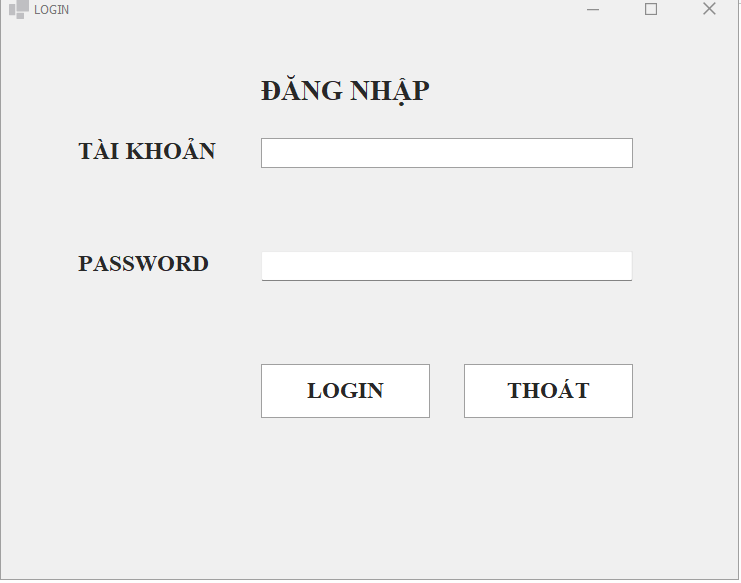 LOGIN
ĐĂNG NHẬP
TÀI KHOẢN
PASSWORD
LOGIN THOÁT